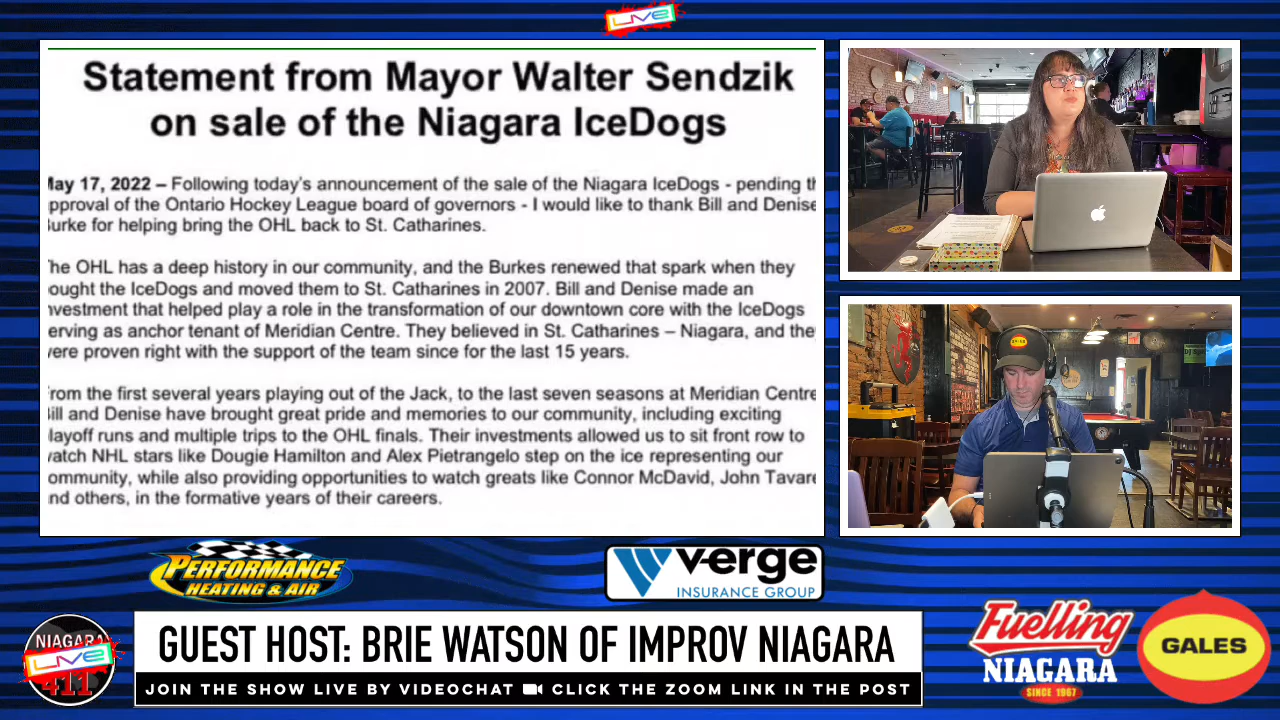 LIVE
Statement from Mayor Walter Sendzik
on sale of the Niagara IceDogs
May 17, 2022 – Following today's announcement of the sale of the Niagara IceDogs - pending th
pproval of the Ontario Hockey League board of governors - I would like to thank Bill and Denise
urke for helping bring the OHL back to St. Catharines.
he OHL has a deep history in our community, and the Burkes renewed that spark when they
ought the IceDogs and moved them to St. Catharines in 2007. Bill and Denise made an
nvestment that helped play a role in the transformation of our downtown core with the IceDogs
erving as anchor tenant of Meridian Centre. They believed in St. Catharines – Niagara, and the
were proven right with the support of the team since for the last 15 years.
rom the first several years playing out of the Jack, to the last seven seasons at Meridian Centre
ill and Denise have brought great pride and memories to our community, including exciting
layoff runs and multiple trips to the OHL finals. Their investments allowed us to sit front row to
watch NHL stars like Dougie Hamilton and Alex Pietrangelo step on the ice representing our
ommunity, while also providing opportunities to watch greats like Connor McDavid, John Tavare
nd others, in the formative years of their careers.
PERFORMANCE
HEATING & AIR
v-erge
INSURANCE GROUP
NIAGARA
LIVE
411
GUEST HOST: BRIE WATSON OF IMPROV NIAGARA
JOIN THE SHOW LIVE BY VIDEOCHAT CLICK THE ZOOM LINK IN THE POST
Fuelling
NIAGARA
SINCE 1967
GALES